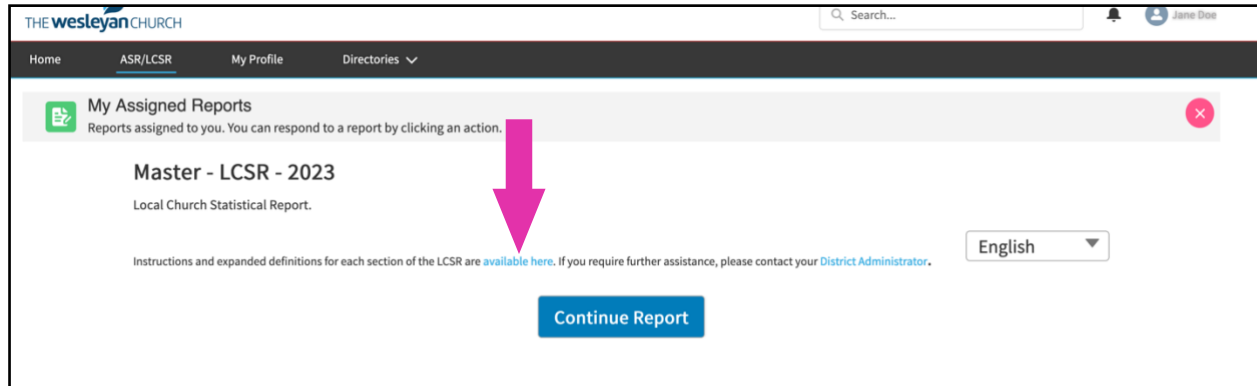 THE wesleyan CHURCH
Search...
Jane Doe
Home ASR/LCSR My Profile Directories
My Assigned Reports
Reports assigned to you. You can respond to a report by clicking an action.
Master - LCSR - 2023
Local Church Statistical Report.
English
Instructions and expanded definitions for each section of the LCSR are available here. If you require further assistance, please contact your District Administrator.
Continue Report